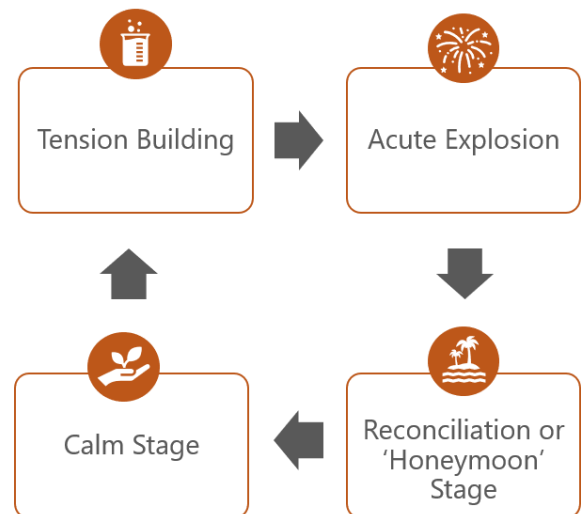 Tension Building
Acute Explosion
Reconciliation or
‘Honeymoon’
Stage
Calm Stage